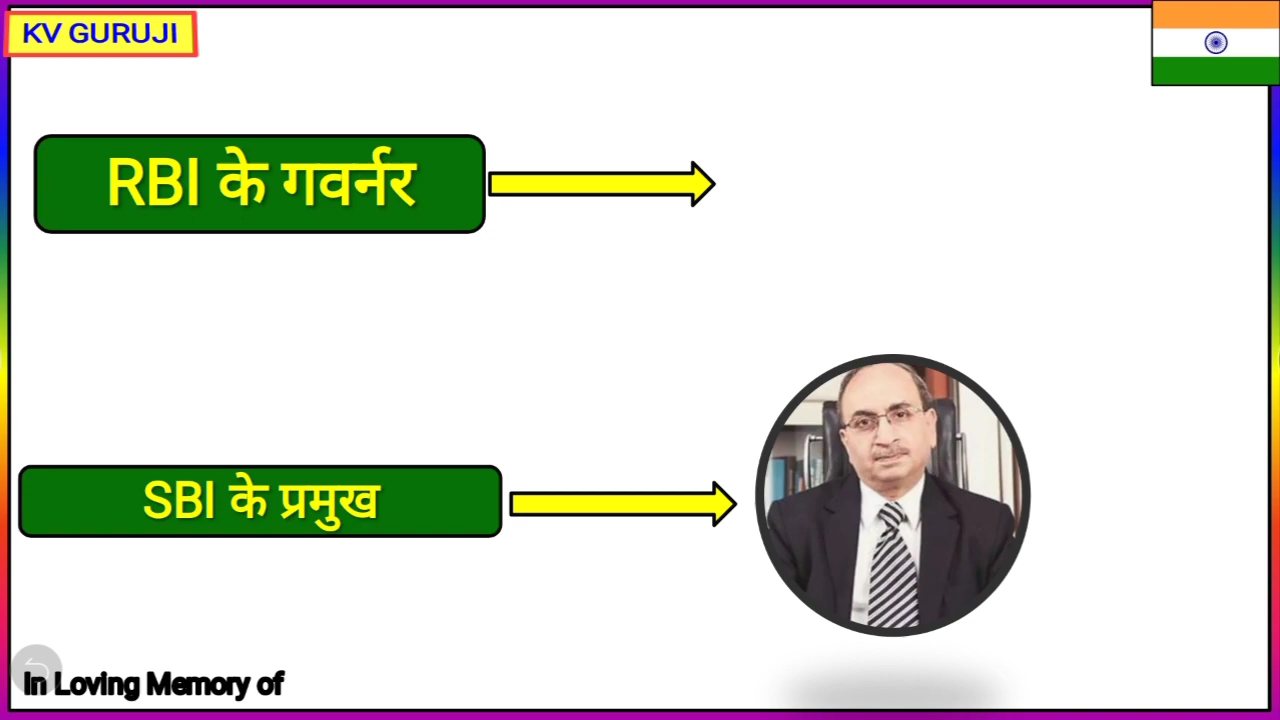 KV GURUJI
RBI के गवर्नर
SBI के प्रमुख
In Loving Memory of